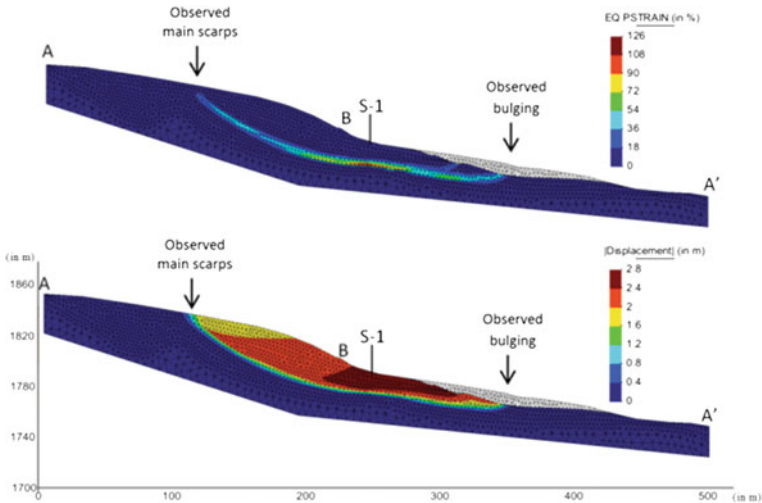 Observed
main scarps
A
S-1
B
Observed
bulging
A'
EQ PSTRAIN (in %)
126
108
90
72
54
36
18
0
(in m)
1860
1820
1780
1740
1700
Observed
main scarps
A
S-1
B
Observed
bulging
A'
|Displacement| (in m)
2 8
2 4
2
1 6
1 2
0 8
0 4
0
0
100
200
300
400
500
(in m)